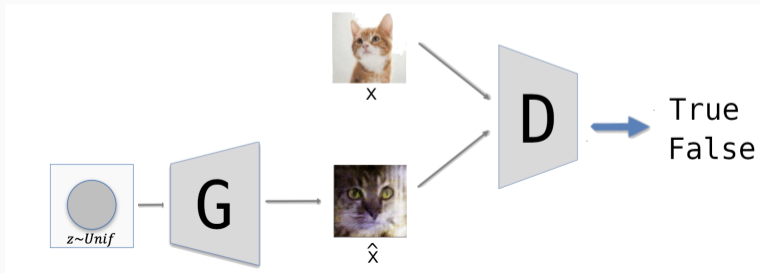 X
D
True
False
G
z~Unif
x̂